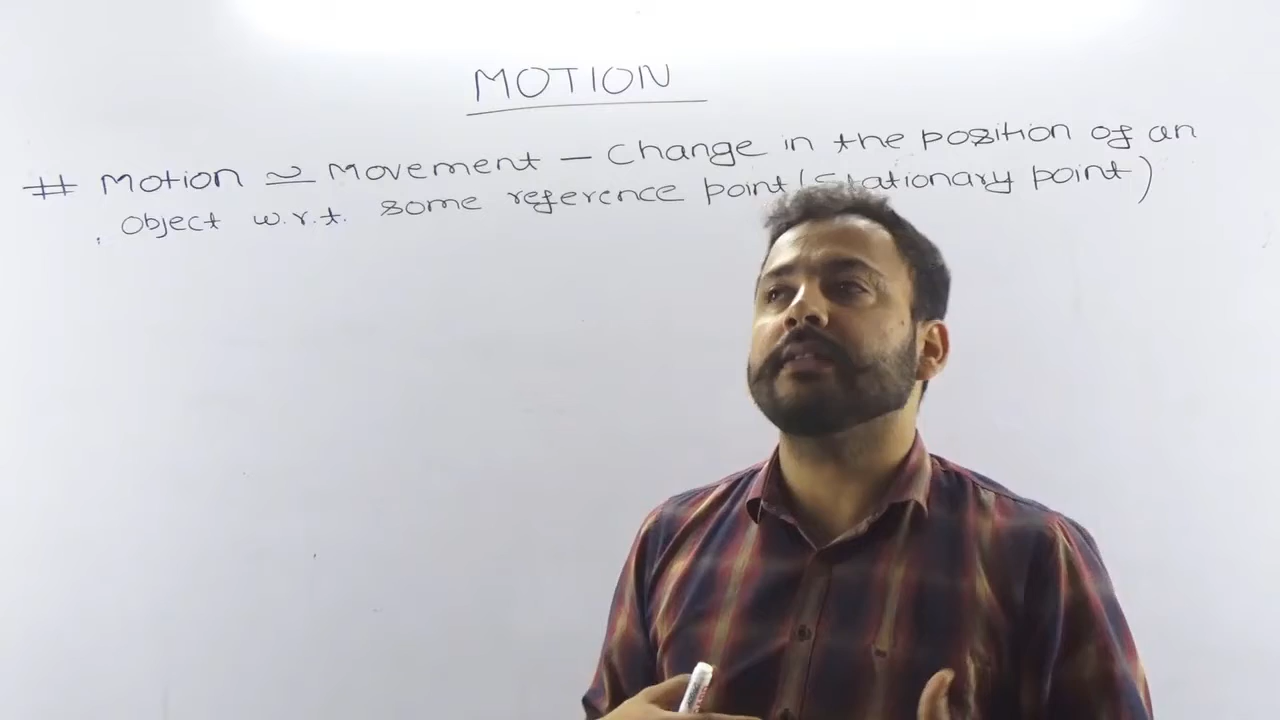 MOTION
# Motion ≃ Movement — Change in the position of an
object w.r.t. some reference point (Stationary point)